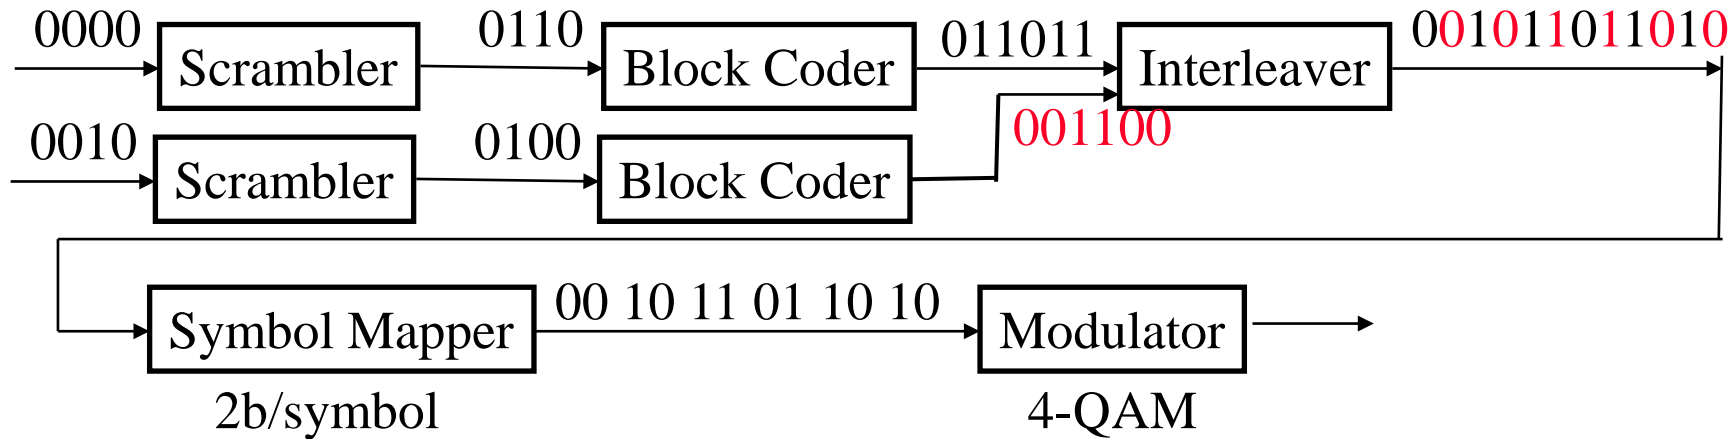 0000
Scrambler
0110
Block Coder
011011
Interleaver
001011011010
0010
Scrambler
0100
Block Coder
001100
Symbol Mapper
00 10 11 01 10 10
Modulator
2b/symbol
4-QAM